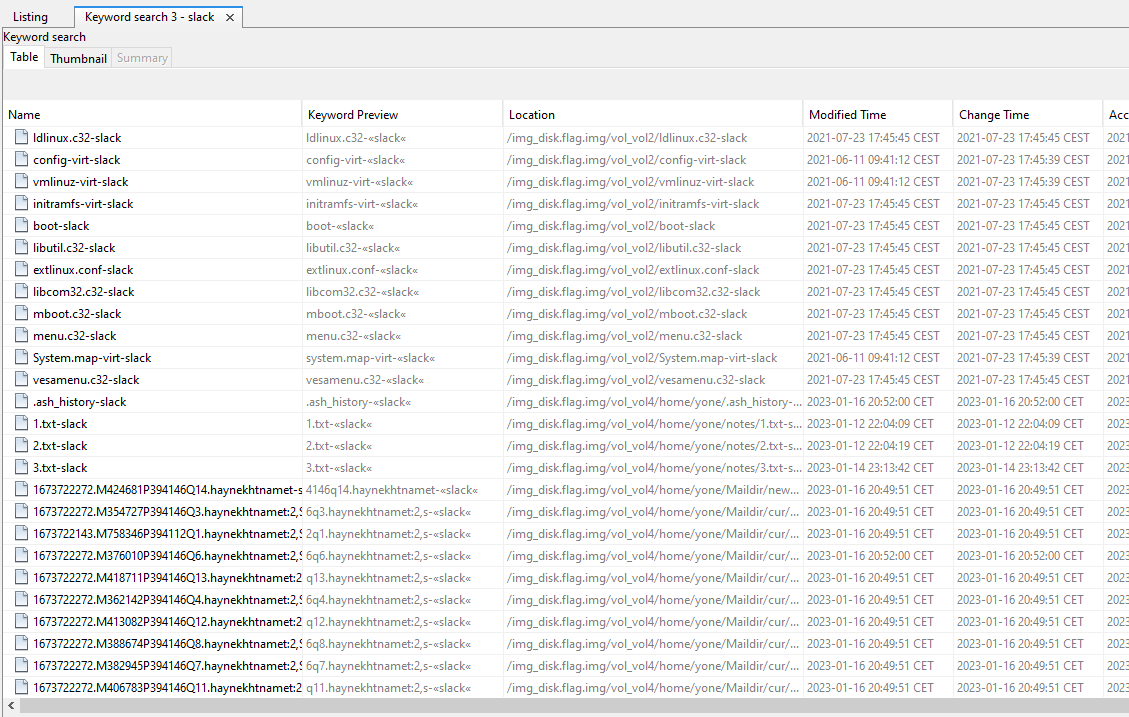 Listing Keyword search 3 - slack ✕
Keyword search
Table Thumbnail Summary
Name Keyword Preview Location Modified Time Change Time Acc
ldlinux.c32-slack ldlinux.c32-«slack« /img_disk.flag.img/vol_vol2/ldlinux.c32-slack 2021-07-23 17:45:45 CEST 2021-07-23 17:45:45 CEST 2021
config-virt-slack config-virt-«slack« /img_disk.flag.img/vol_vol2/config-virt-slack 2021-06-11 09:41:12 CEST 2021-07-23 17:45:39 CEST 2021
vmlinuz-virt-slack vmlinuz-virt-«slack« /img_disk.flag.img/vol_vol2/vmlinuz-virt-slack 2021-06-11 09:41:12 CEST 2021-07-23 17:45:39 CEST 2021
initramfs-virt-slack initramfs-virt-«slack« /img_disk.flag.img/vol_vol2/initramfs-virt-slack 2021-07-23 17:45:45 CEST 2021-07-23 17:45:45 CEST 2021
boot-slack boot-«slack« /img_disk.flag.img/vol_vol2/boot-slack 2021-07-23 17:45:45 CEST 2021-07-23 17:45:45 CEST 2021
libutil.c32-slack libutil.c32-«slack« /img_disk.flag.img/vol_vol2/libutil.c32-slack 2021-07-23 17:45:45 CEST 2021-07-23 17:45:45 CEST 2021
extlinux.conf-slack extlinux.conf-«slack« /img_disk.flag.img/vol_vol2/extlinux.conf-slack 2021-07-23 17:45:45 CEST 2021-07-23 17:45:45 CEST 2021
libcom32.c32-slack libcom32.c32-«slack« /img_disk.flag.img/vol_vol2/libcom32.c32-slack 2021-07-23 17:45:45 CEST 2021-07-23 17:45:45 CEST 2021
mboot.c32-slack mboot.c32-«slack« /img_disk.flag.img/vol_vol2/mboot.c32-slack 2021-07-23 17:45:45 CEST 2021-07-23 17:45:45 CEST 2021
menu.c32-slack menu.c32-«slack« /img_disk.flag.img/vol_vol2/menu.c32-slack 2021-07-23 17:45:45 CEST 2021-07-23 17:45:45 CEST 2021
System.map-virt-slack system.map-virt-«slack« /img_disk.flag.img/vol_vol2/System.map-virt-slack 2021-06-11 09:41:12 CEST 2021-07-23 17:45:39 CEST 2021
vesamenu.c32-slack vesamenu.c32-«slack« /img_disk.flag.img/vol_vol2/vesamenu.c32-slack 2021-07-23 17:45:45 CEST 2021-07-23 17:45:45 CEST 2021
.ash_history-slack .ash_history-«slack« /img_disk.flag.img/vol_vol4/home/yone/.ash_history-... 2023-01-16 20:52:00 CET 2023-01-16 20:52:00 CET 2023
1.txt-slack 1.txt-«slack« /img_disk.flag.img/vol_vol4/home/yone/notes/1.txt-s... 2023-01-12 22:04:09 CET 2023-01-12 22:04:09 CET 2023
2.txt-slack 2.txt-«slack« /img_disk.flag.img/vol_vol4/home/yone/notes/2.txt-s... 2023-01-12 22:04:19 CET 2023-01-12 22:04:19 CET 2023
3.txt-slack 3.txt-«slack« /img_disk.flag.img/vol_vol4/home/yone/notes/3.txt-s... 2023-01-14 23:13:42 CET 2023-01-14 23:13:42 CET 2023
1673722272.M424681P394146Q14.haynekhtnamet-s 4146q14.haynekhtnamet-«slack« /img_disk.flag.img/vol_vol4/home/yone/Maildir/new... 2023-01-16 20:49:51 CET 2023-01-16 20:49:51 CET 2023
1673722272.M354727P394146Q3.haynekhtnamet:2,S 6q3.haynekhtnamet:2,s-«slack« /img_disk.flag.img/vol_vol4/home/yone/Maildir/cur/... 2023-01-16 20:49:51 CET 2023-01-16 20:49:51 CET 2023
1673722143.M758346P394112Q1.haynekhtnamet:2,S 2q1.haynekhtnamet:2,s-«slack« /img_disk.flag.img/vol_vol4/home/yone/Maildir/cur/... 2023-01-16 20:49:51 CET 2023-01-16 20:49:51 CET 2023
1673722272.M376010P394146Q6.haynekhtnamet:2,S 6q6.haynekhtnamet:2,s-«slack« /img_disk.flag.img/vol_vol4/home/yone/Maildir/cur/... 2023-01-16 20:52:00 CET 2023-01-16 20:52:00 CET 2023
1673722272.M418711P394146Q13.haynekhtnamet:2 q13.haynekhtnamet:2,s-«slack« /img_disk.flag.img/vol_vol4/home/yone/Maildir/cur/... 2023-01-16 20:49:51 CET 2023-01-16 20:49:51 CET 2023
1673722272.M362142P394146Q4.haynekhtnamet:2,S 6q4.haynekhtnamet:2,s-«slack« /img_disk.flag.img/vol_vol4/home/yone/Maildir/cur/... 2023-01-16 20:49:51 CET 2023-01-16 20:49:51 CET 2023
1673722272.M413082P394146Q12.haynekhtnamet:2 q12.haynekhtnamet:2,s-«slack« /img_disk.flag.img/vol_vol4/home/yone/Maildir/cur/... 2023-01-16 20:49:51 CET 2023-01-16 20:49:51 CET 2023
1673722272.M388674P394146Q8.haynekhtnamet:2,S 6q8.haynekhtnamet:2,s-«slack« /img_disk.flag.img/vol_vol4/home/yone/Maildir/cur/... 2023-01-16 20:49:51 CET 2023-01-16 20:49:51 CET 2023
1673722272.M382945P394146Q7.haynekhtnamet:2,S 6q7.haynekhtnamet:2,s-«slack« /img_disk.flag.img/vol_vol4/home/yone/Maildir/cur/... 2023-01-16 20:49:51 CET 2023-01-16 20:49:51 CET 2023
1673722272.M406783P394146Q11.haynekhtnamet:2 q11.haynekhtnamet:2,s-«slack« /img_disk.flag.img/vol_vol4/home/yone/Maildir/cur/... 2023-01-16 20:49:51 CET 2023-01-16 20:49:51 CET 2023